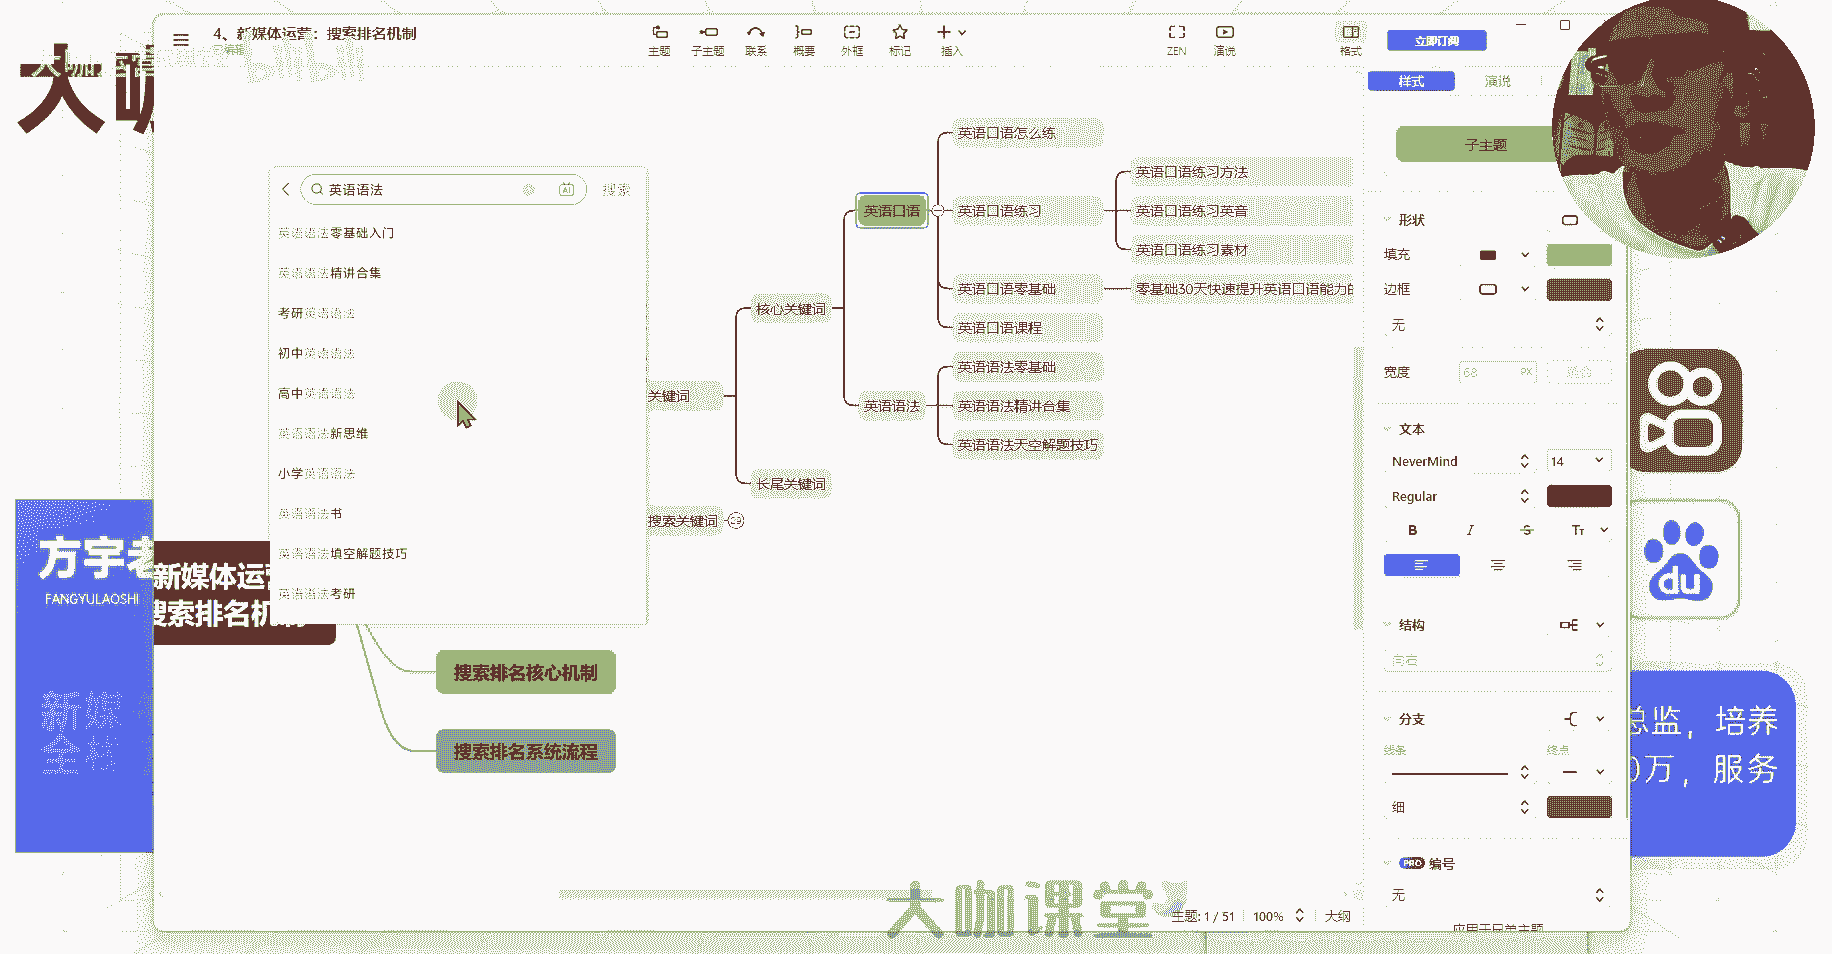 4、新媒体运营：搜索排名机制
已编辑
bilibili
大咖
主题
子主题
联系
概要
外框
标记
插入
ZEN
演说
格式
立即订阅
样式
演说
子主题
英语语法
搜索
英语语法零基础入门
英语语法精讲合集
考研英语语法
初中英语语法
高中英语语法
英语语法新思维
小学英语语法
英语语法书
英语语法填空解题技巧
英语语法考研
关键词
搜索关键词
核心关键词
长尾关键词
英语口语
英语语法
英语口语怎么练
英语口语练习
英语口语零基础
英语口语课程
英语语法零基础
英语语法精讲合集
英语语法天空解题技巧
英语口语练习方法
英语口语练习英音
英语口语练习素材
零基础30天快速提升英语口语能力的
新媒体运营
搜索排名机制
搜索排名核心机制
搜索排名系统流程
方宇老
FANGYULAOSHI
新媒
全栈
形状
填充
边框
无
宽度
68
PX
文本
NeverMind
14
Regular
B
I
S
Tт
结构
向右
分支
线条
终点
细
PRO 编号
无
应用于兄弟主题
du
总监，培养
0万，服务
大咖课堂
主题: 1 / 51
100%
大纲